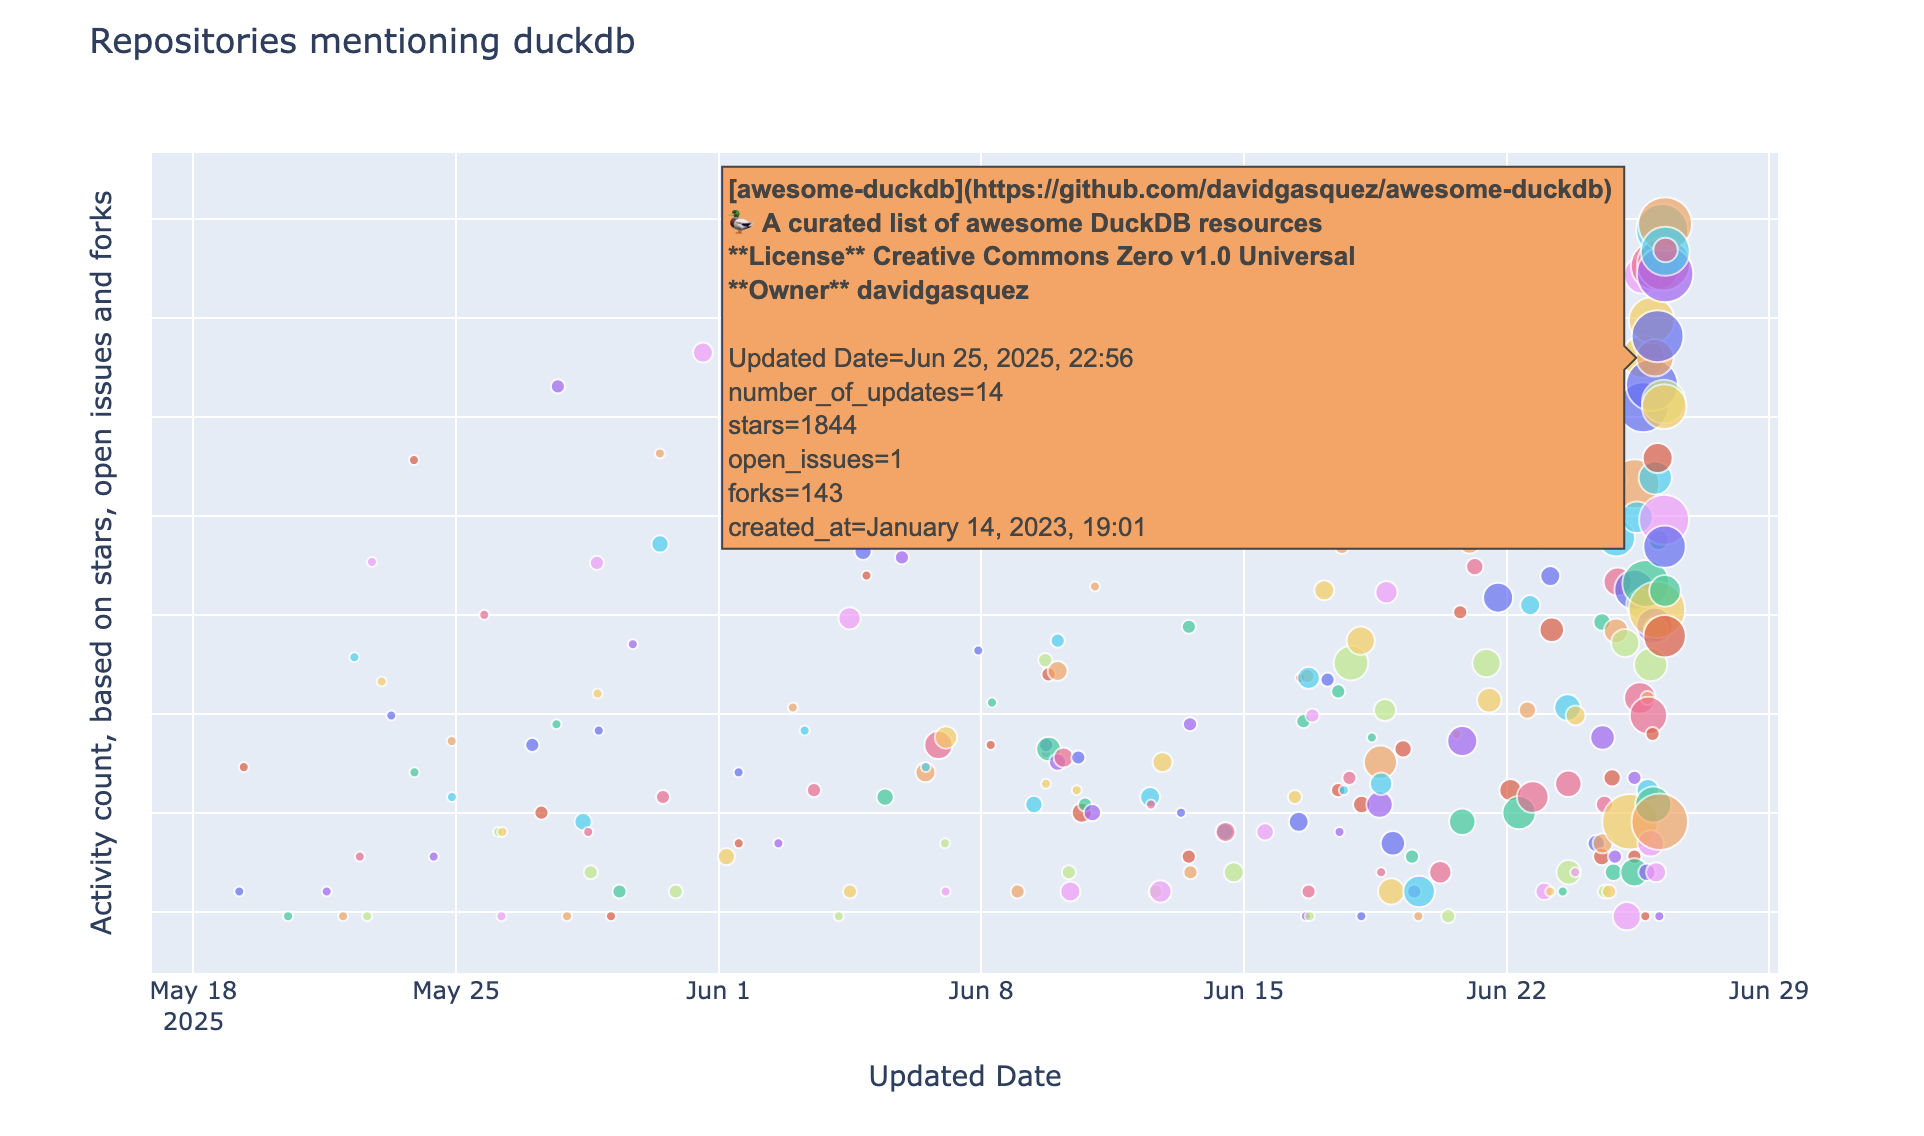 Repositories mentioning duckdb
Activity count, based on stars, open issues and forks
[awesome-duckdb](https://github.com/davidgasquez/awesome-duckdb)
🦆 A curated list of awesome DuckDB resources
**License** Creative Commons Zero v1.0 Universal
**Owner** davidgasquez
Updated Date=Jun 25, 2025, 22:56
number_of_updates=14
stars=1844
open_issues=1
forks=143
created_at=January 14, 2023, 19:01
May 18 May 25 Jun 1 Jun 8 Jun 15 Jun 22 Jun 29
2025
Updated Date